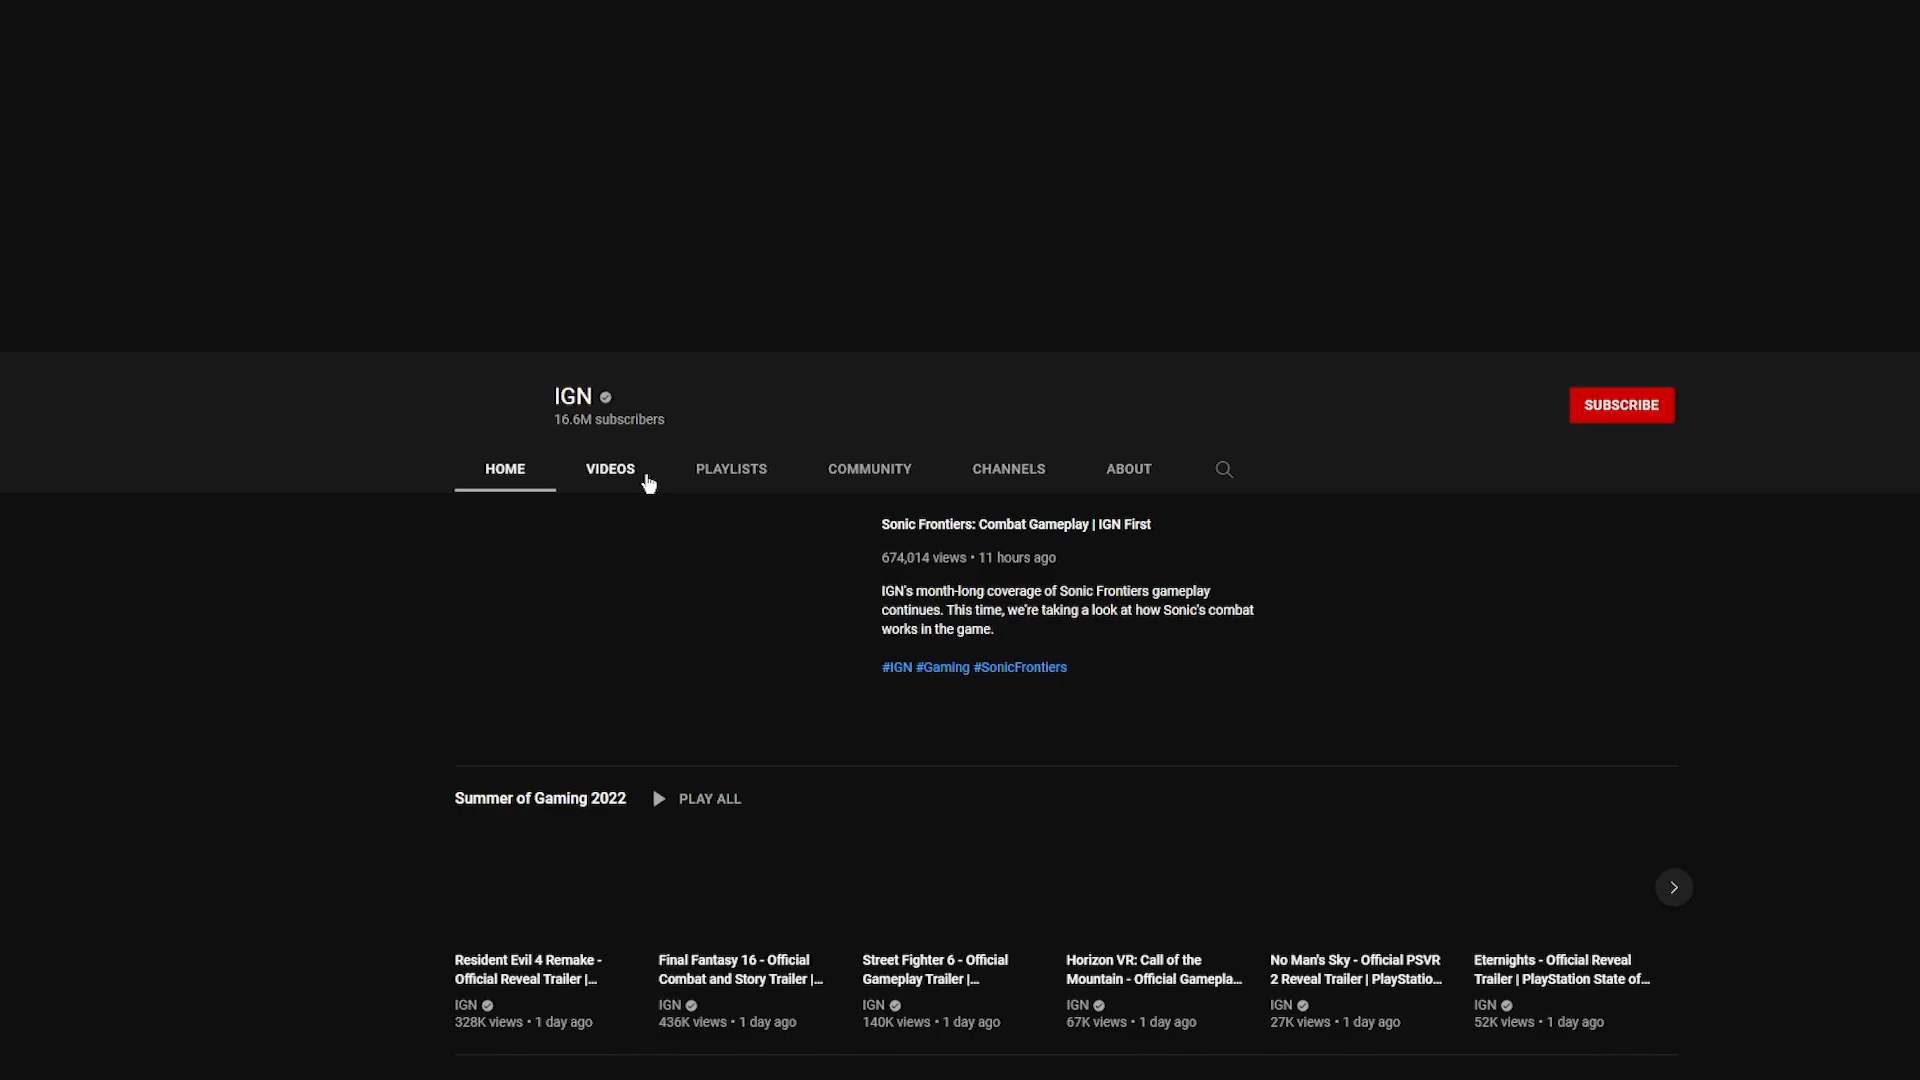 IGN
16.6M subscribers
SUBSCRIBE
HOME VIDEOS PLAYLISTS COMMUNITY CHANNELS ABOUT
Sonic Frontiers: Combat Gameplay | IGN First
674,014 views • 11 hours ago
IGN's month-long coverage of Sonic Frontiers gameplay
continues. This time, we're taking a look at how Sonic's combat
works in the game.
#IGN #Gaming #SonicFrontiers
Summer of Gaming 2022 PLAY ALL
Resident Evil 4 Remake -
Official Reveal Trailer |...
IGN
328K views • 1 day ago
Final Fantasy 16 - Official
Combat and Story Trailer |...
IGN
436K views • 1 day ago
Street Fighter 6 - Official
Gameplay Trailer |...
IGN
140K views • 1 day ago
Horizon VR: Call of the
Mountain - Official Gamepla...
IGN
67K views • 1 day ago
No Man's Sky - Official PSVR
2 Reveal Trailer | PlayStatio...
IGN
27K views • 1 day ago
Eternights - Official Reveal
Trailer | PlayStation State of...
IGN
52K views • 1 day ago